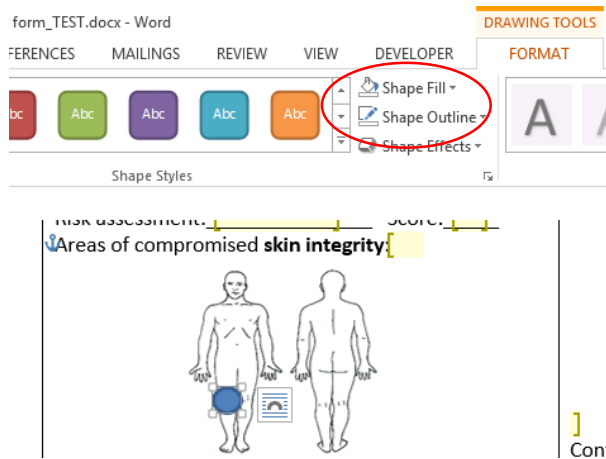 form_TEST.docx - Word
DRAWING TOOLS
FERENCES MAILINGS REVIEW VIEW DEVELOPER FORMAT
bc Abc Abc Abc Abc Shape Fill
Shape Outline A
Shape Effects
Shape Styles
Risk assessment: Score:
Areas of compromised skin integrity:
Con